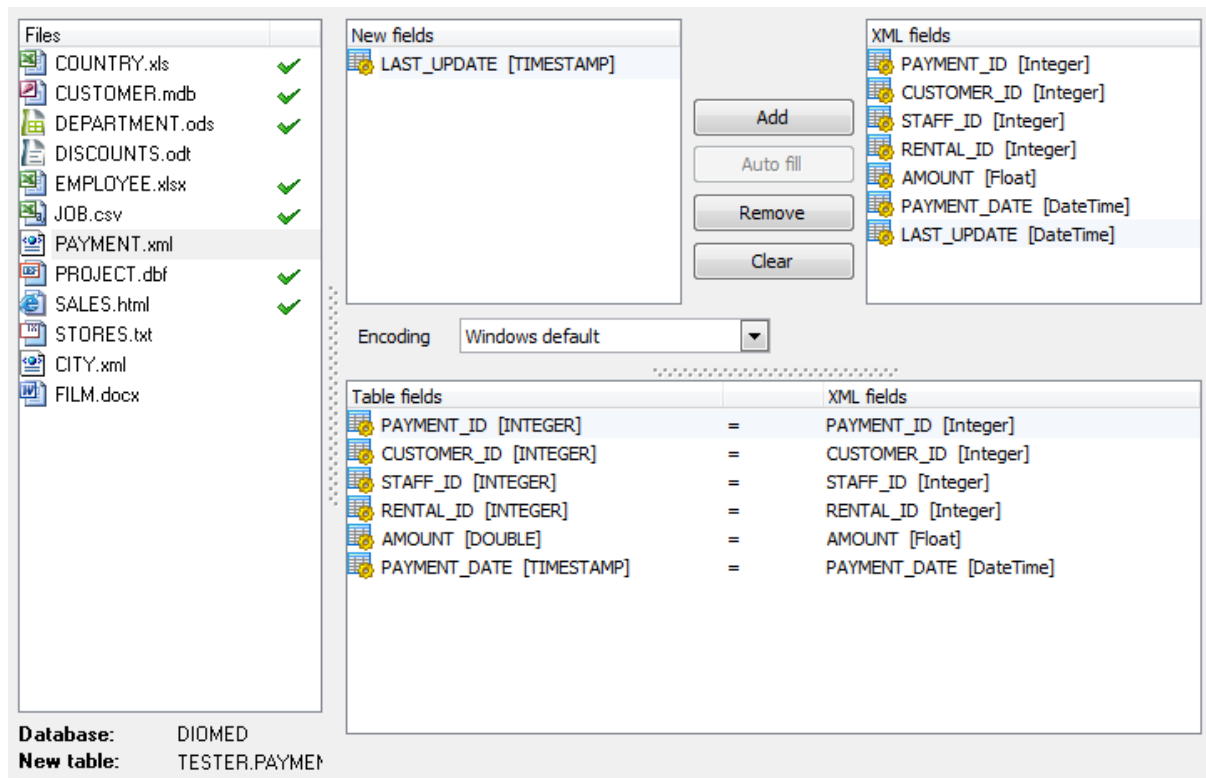 Files
COUNTRY.xls
CUSTOMER.mdb
DEPARTMENT.ods
DISCOUNTS.odt
EMPLOYEE.xlsx
JOB.csv
PAYMENT.xml
PROJECT.dbf
SALES.html
STORES.txt
CITY.xml
FILM.docx
Database: DIOMED
New table: TESTER.PAYMEN
New fields
LAST_UPDATE [TIMESTAMP]
Add
Auto fill
Remove
Clear
XML fields
PAYMENT_ID [Integer]
CUSTOMER_ID [Integer]
STAFF_ID [Integer]
RENTAL_ID [Integer]
AMOUNT [Float]
PAYMENT_DATE [DateTime]
LAST_UPDATE [DateTime]
Encoding Windows default
Table fields XML fields
PAYMENT_ID [INTEGER] = PAYMENT_ID [Integer]
CUSTOMER_ID [INTEGER] = CUSTOMER_ID [Integer]
STAFF_ID [INTEGER] = STAFF_ID [Integer]
RENTAL_ID [INTEGER] = RENTAL_ID [Integer]
AMOUNT [DOUBLE] = AMOUNT [Float]
PAYMENT_DATE [TIMESTAMP] = PAYMENT_DATE [DateTime]